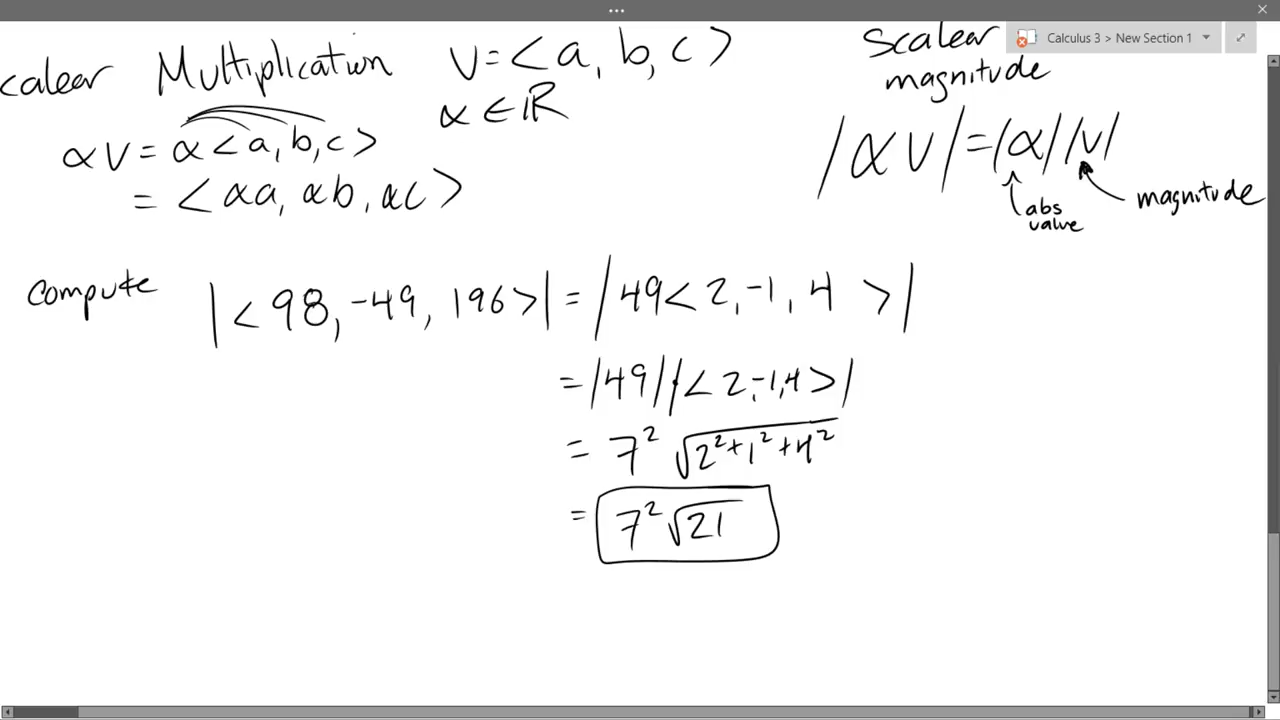 calear Multiplication V = <a, b, c>
α ∈ ℝ
αV = α<a, b, c>
= <αa, αb, αc>
Scalear
magnitude
Calculus 3 > New Section 1
|αV| = |α||V|
abs
value
magnitude
compute |<98, -49, 196>| = |49<2, -1, 4>|
= |49||<2, -1, 4>|
= 7² √(2² + 1² + 4²)
= 7² √21